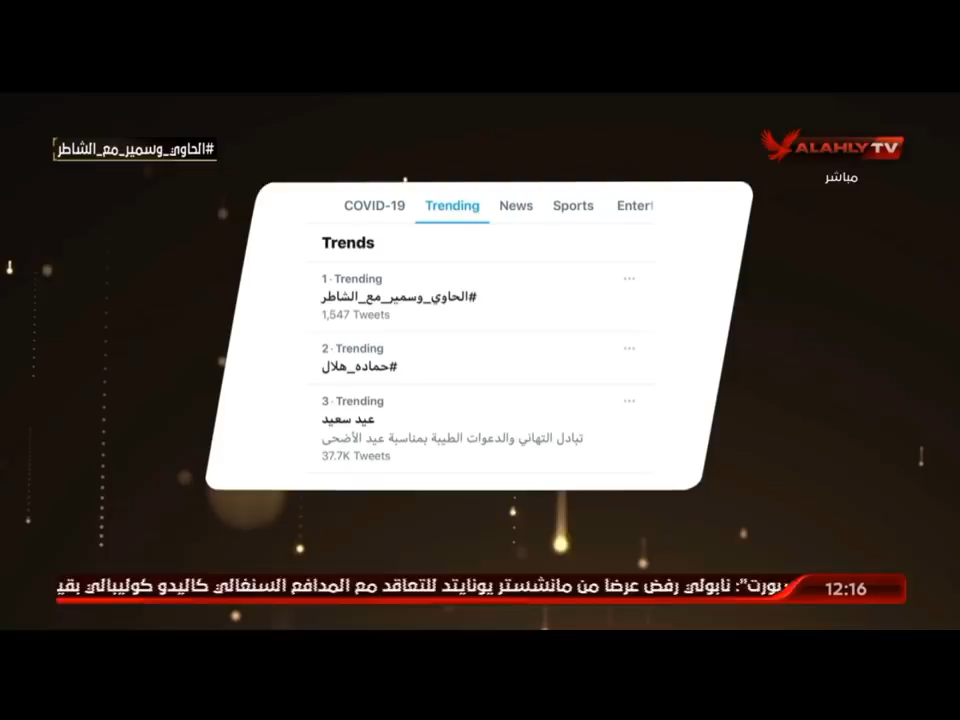 #الحاوي_وسمير_مع_الشاطر
ALAHLY TV
مباشر
COVID-19 Trending News Sports Entert
Trends
1 · Trending
#الحاوي_وسمير_مع_الشاطر
1,547 Tweets
2 · Trending
#حماده_هلال
3 · Trending
عيد سعيد
تبادل التهاني والدعوات الطيبة بمناسبة عيد الأضحى
37.7K Tweets
بورت": نابولي رفض عرضا من مانشستر يونايتد للتعاقد مع المدافع السنغالي كاليدو كوليبالي بقي
12:16